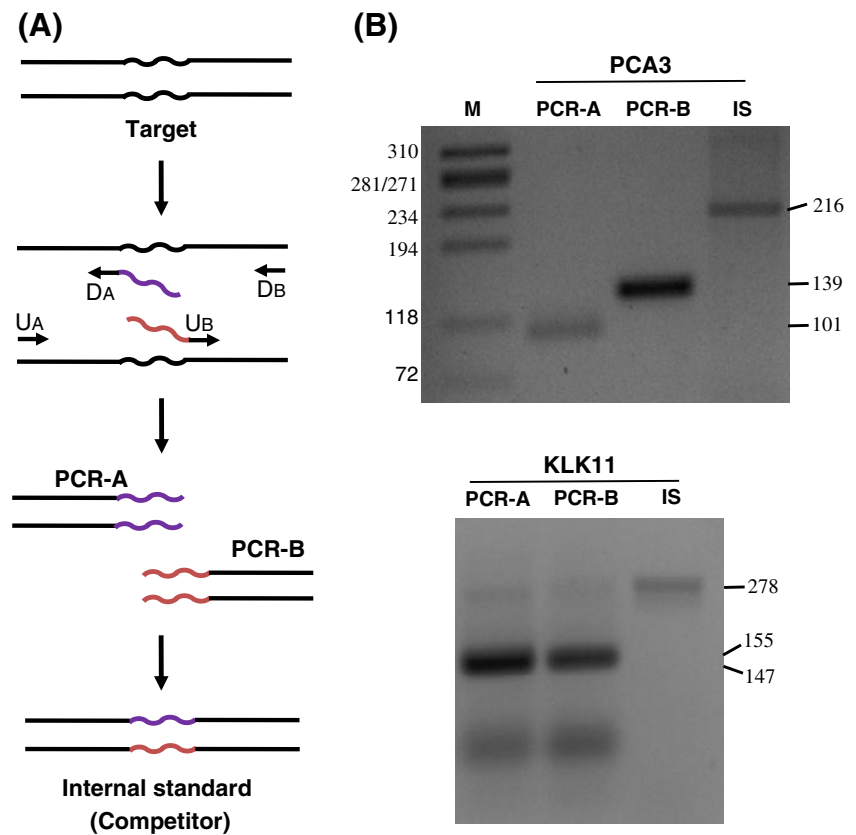 (A)
Target
DA
DB
UA
UB
PCR-A
PCR-B
Internal standard
(Competitor)
(B)
PCA3
M PCR-A PCR-B IS
310
281/271
234
194
118
72
216
139
101
KLK11
PCR-A PCR-B IS
278
155
147